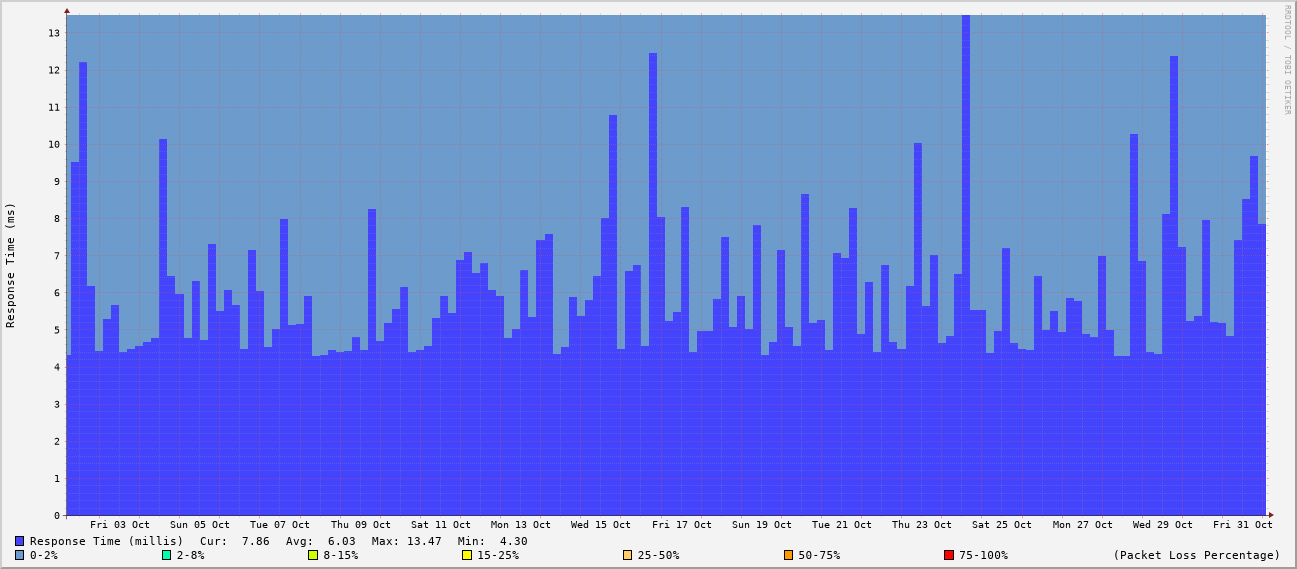 RRDTOOL / TOBI OETIKER
Response Time (ms)
13
12
11
10
9
8
7
6
5
4
3
2
1
0
Fri 03 Oct Sun 05 Oct Tue 07 Oct Thu 09 Oct Sat 11 Oct Mon 13 Oct Wed 15 Oct Fri 17 Oct Sun 19 Oct Tue 21 Oct Thu 23 Oct Sat 25 Oct Mon 27 Oct Wed 29 Oct Fri 31 Oct
Response Time (millis) Cur: 7.86 Avg: 6.03 Max: 13.47 Min: 4.30
0-2% 2-8% 8-15% 15-25% 25-50% 50-75% 75-100% (Packet Loss Percentage)